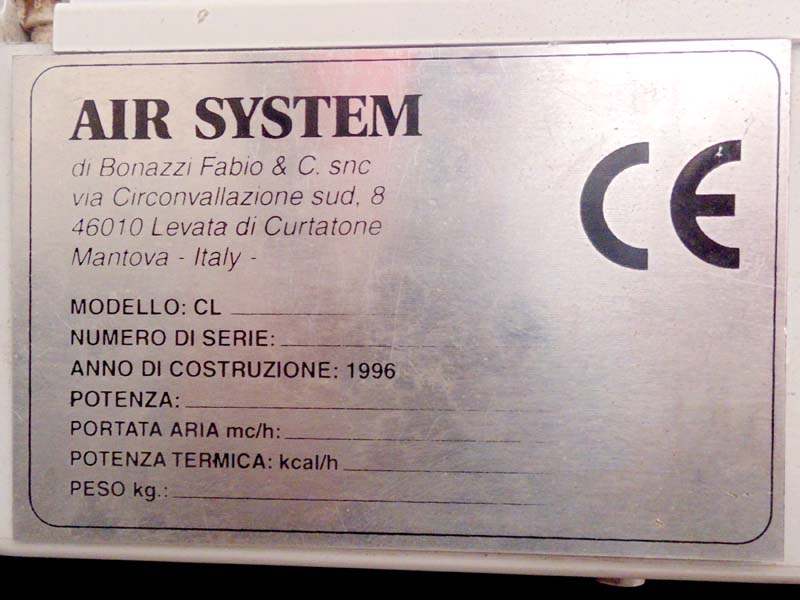 AIR SYSTEM
di Bonazzi Fabio & C. snc
via Circonvallazione sud, 8
46010 Levata di Curtatone
Mantova - Italy -
CE
MODELLO: CL
NUMERO DI SERIE:
ANNO DI COSTRUZIONE: 1996
POTENZA:
PORTATA ARIA mc/h:
POTENZA TERMICA: kcal/h
PESO kg.: